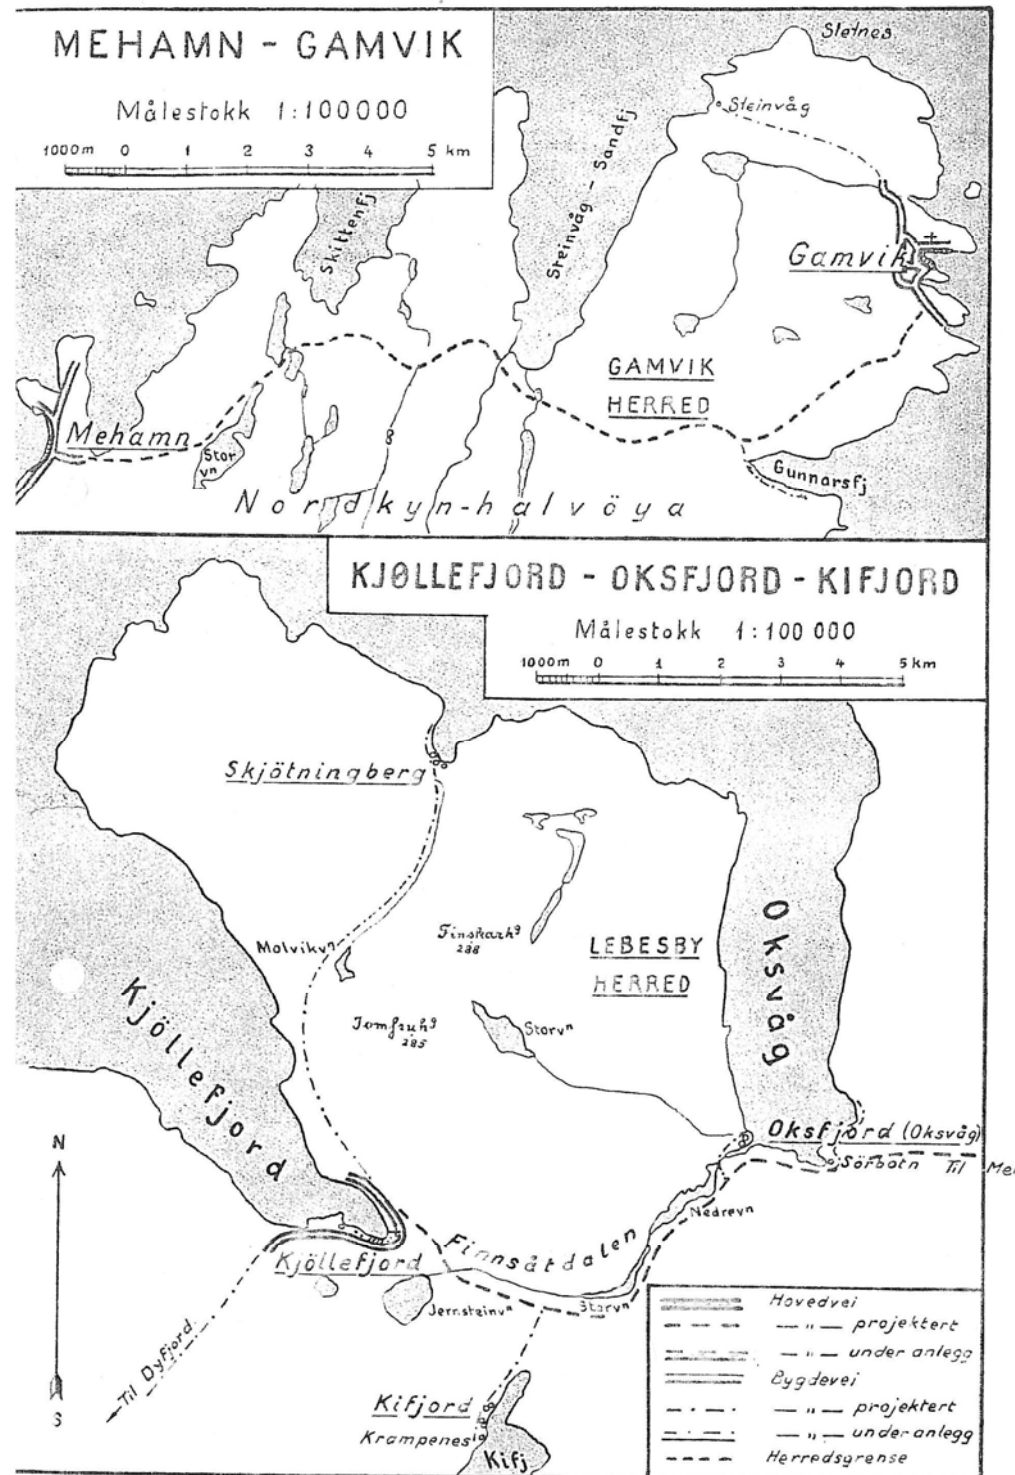 MEHAMN - GAMVIK
Målestokk 1:100000
1000m 0 1 2 3 4 5 km
Sletnes
Steinvåg
Steinvåg - Sandfj
Skittenfj
Gamvik
GAMVIK
HERRED
Mehamn
Stor
vn
Gunnarsfj
Nordkyn-halvöya
KJØLLEFJORD - OKSFJORD - KIFJORD
Målestokk 1:100 000
1000m 0 1 2 3 4 5 km
Skjötningberg
Molvikvn
Finskarhg
288
LEBESBY
HERRED
Oksvåg
Jomfruhg
285
Storvn
Kjöllefjord
N
S
Oksfjord (Oksvåg)
Sörbotn Til Me
Nedrevn
Finnsåtdalen
Kjöllefjord
Jernsteinvn
Storvn
Til Dyfjord
Kifjord
Krampenes
Kifj
Hovedvei
— " — projektert
— " — under anlegg
Bygdevei
— " — projektert
— " — under anlegg
Herredsgrense